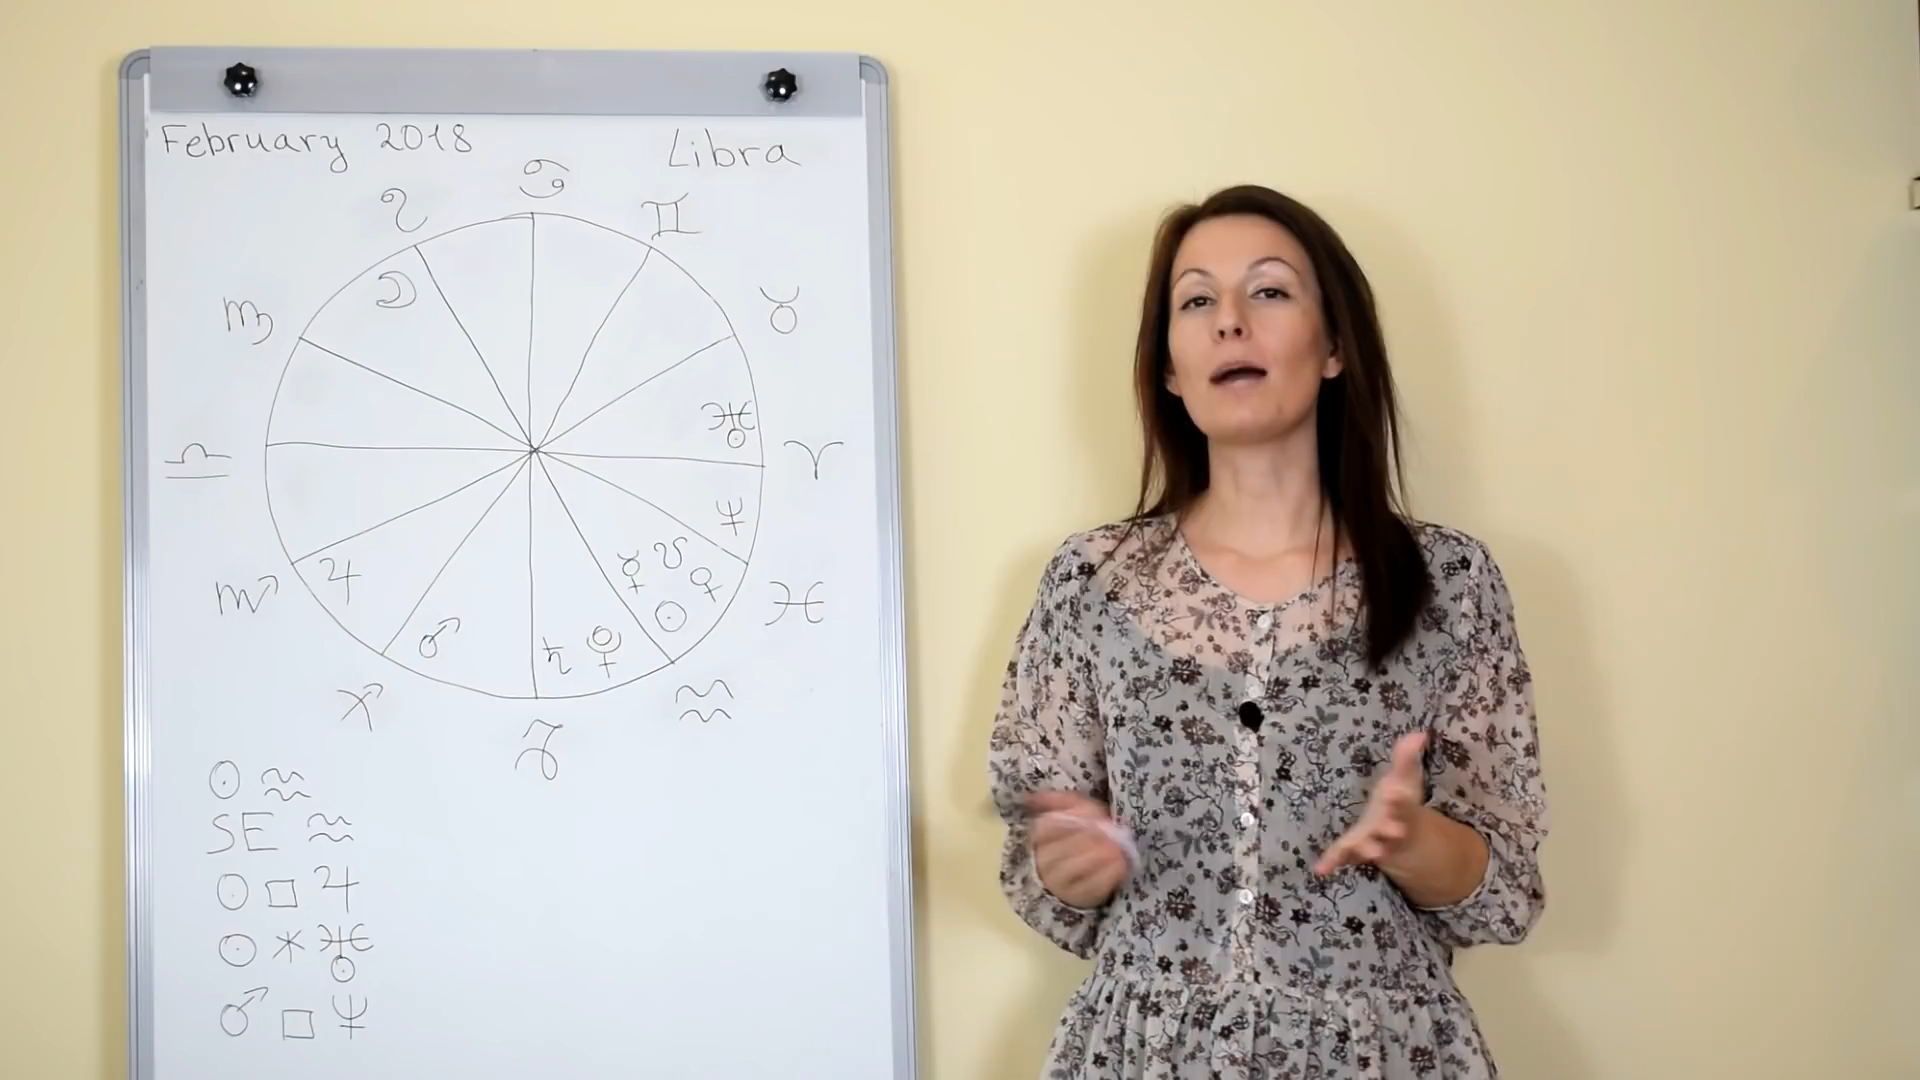 February 2018 Libra
♋
♌ ♊
♍ ☽ ♉
♅
♎ ♈
♆
☿ ☋ ♀
♏ ♃ ☉ ♓
♂ ♄ ♀
♐ ♒
♑
☉ ♒
SE ♒
☉ □ ♃
☉ ⚹ ♅
♂ □ ♆